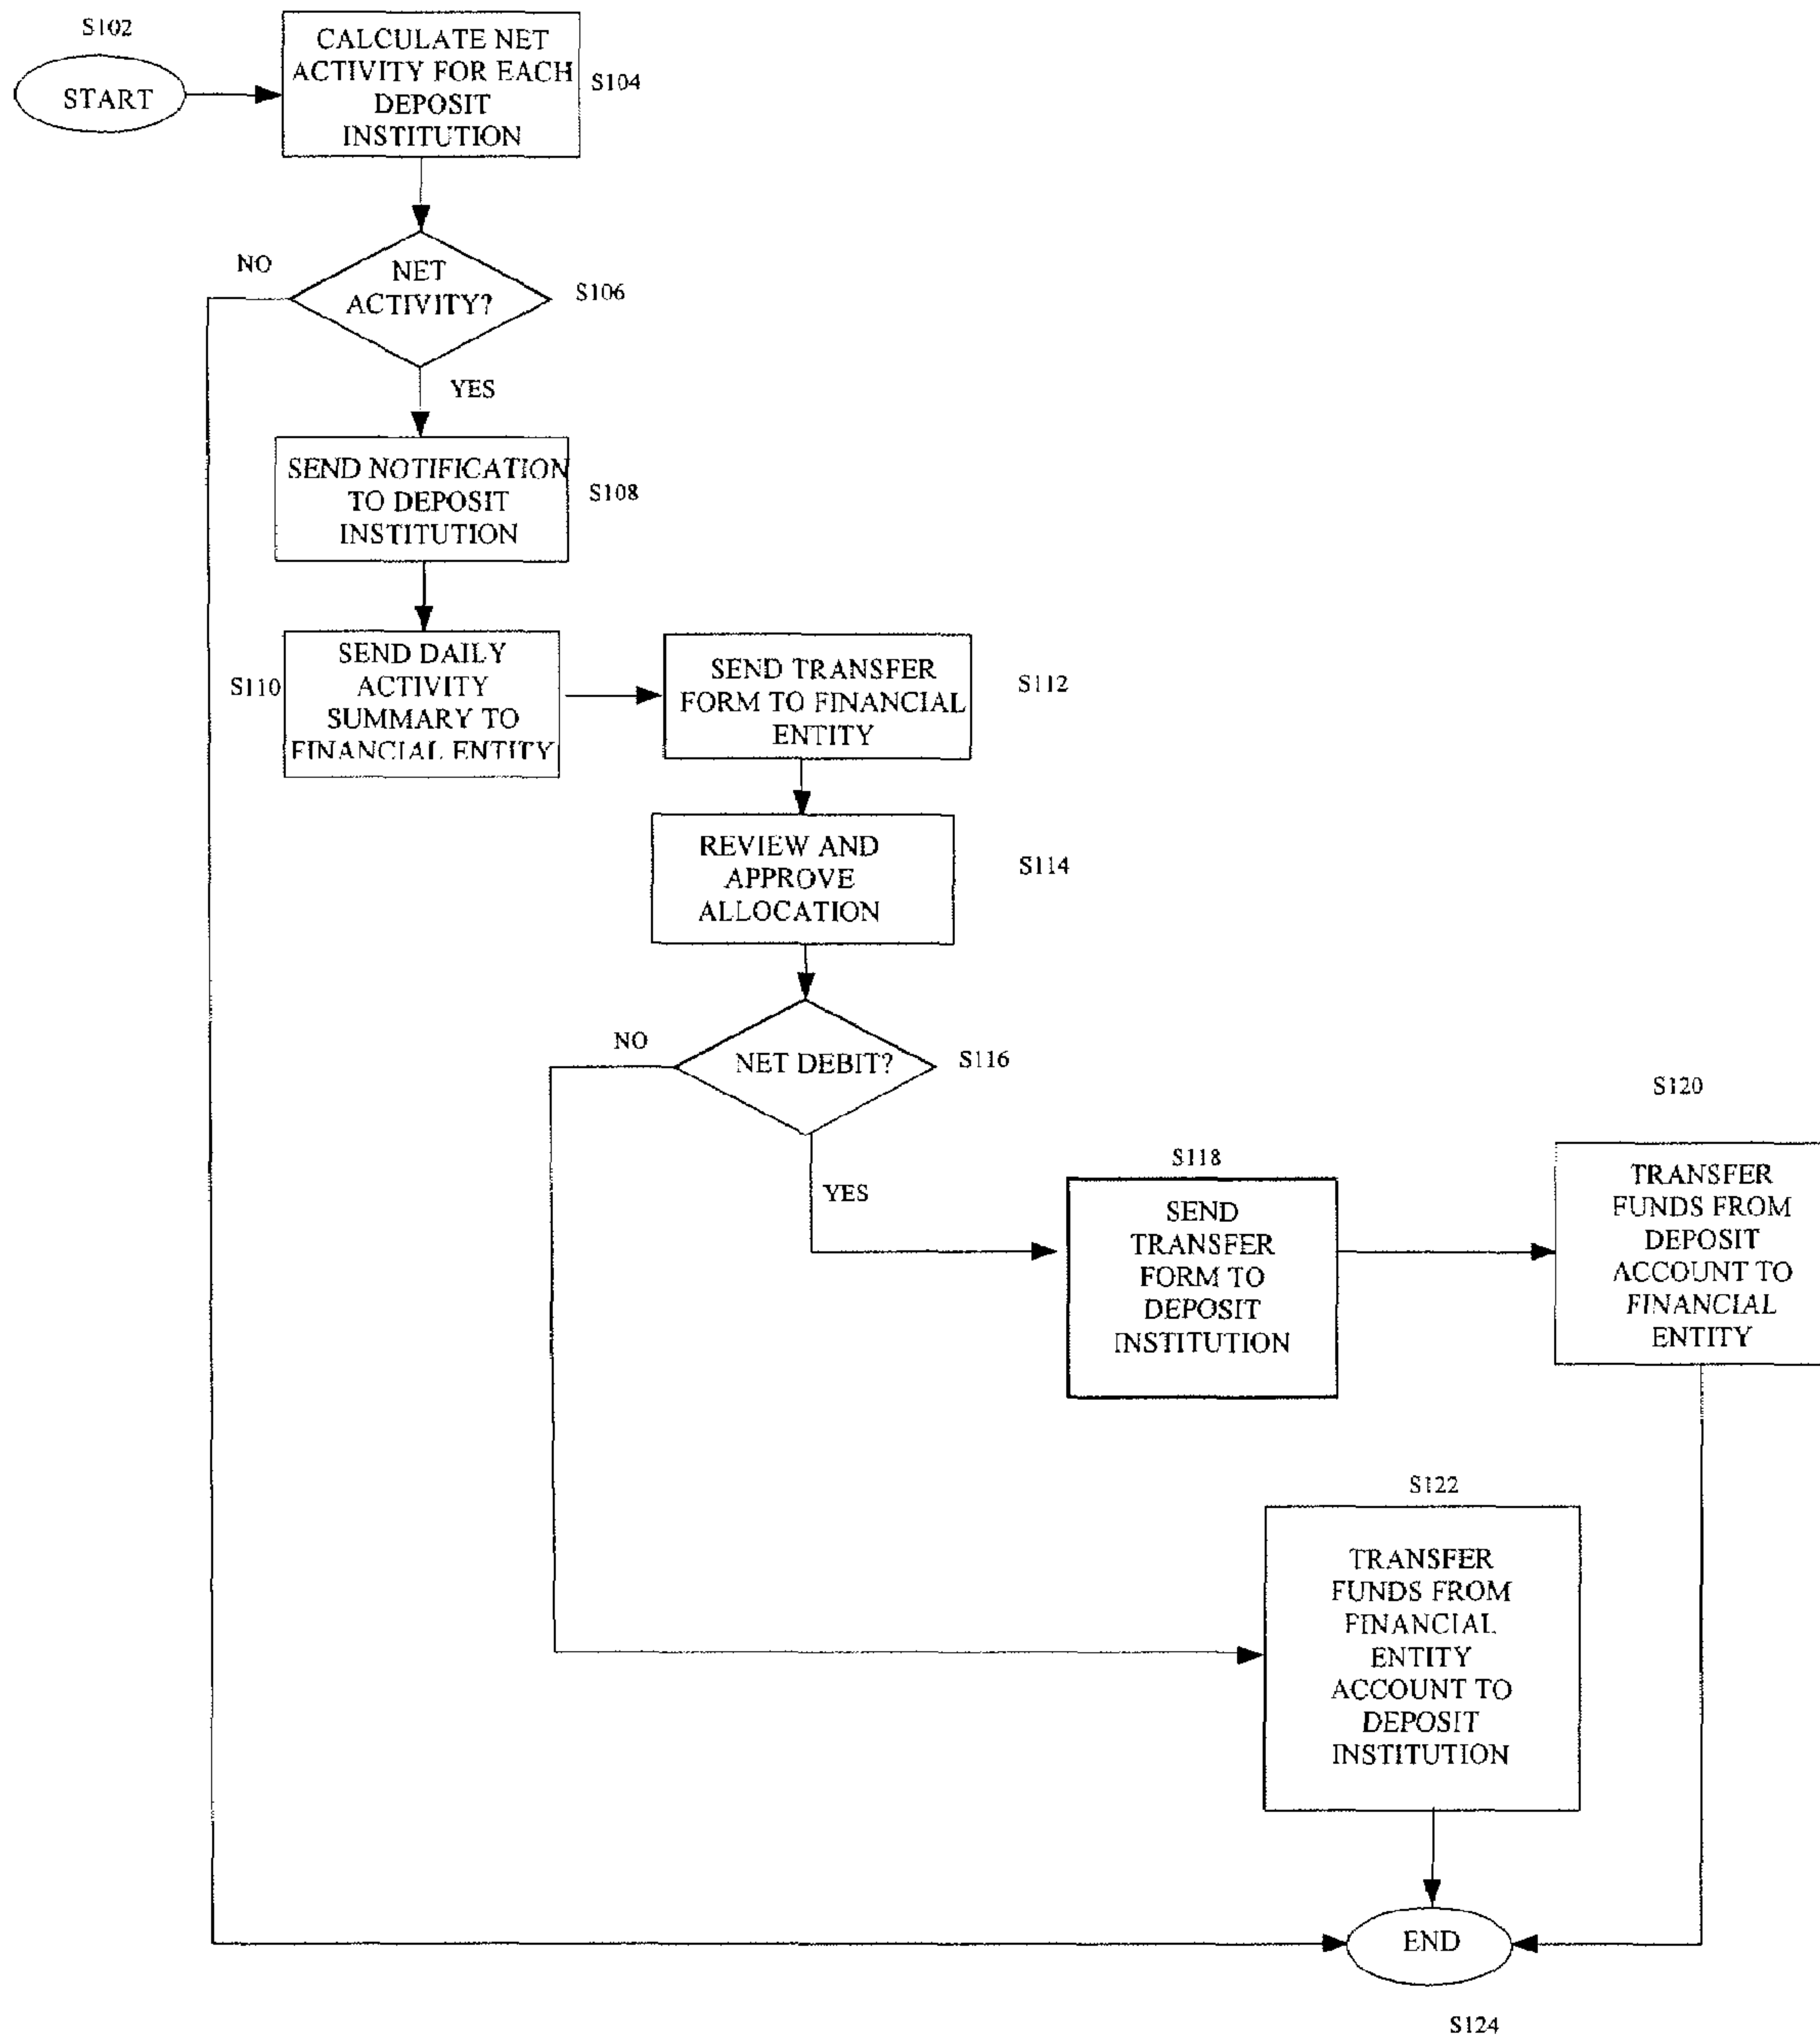 S102
START
CALCULATE NET
ACTIVITY FOR EACH
DEPOSIT
INSTITUTION
S104
NO
NET
ACTIVITY?
S106
YES
SEND NOTIFICATION
TO DEPOSIT
INSTITUTION
S108
S110
SEND DAILY
ACTIVITY
SUMMARY TO
FINANCIAL ENTITY
SEND TRANSFER
FORM TO FINANCIAL
ENTITY
S112
REVIEW AND
APPROVE
ALLOCATION
S114
NO
NET DEBIT?
S116
YES
S118
SEND
TRANSFER
FORM TO
DEPOSIT
INSTITUTION
S120
TRANSFER
FUNDS FROM
DEPOSIT
ACCOUNT TO
FINANCIAL
ENTITY
S122
TRANSFER
FUNDS FROM
FINANCIAL
ENTITY
ACCOUNT TO
DEPOSIT
INSTITUTION
END
S124